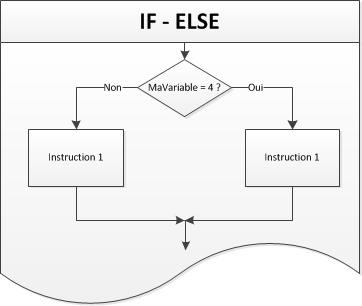 IF - ELSE
MaVariable = 4 ?
Non
Oui
Instruction 1
Instruction 1